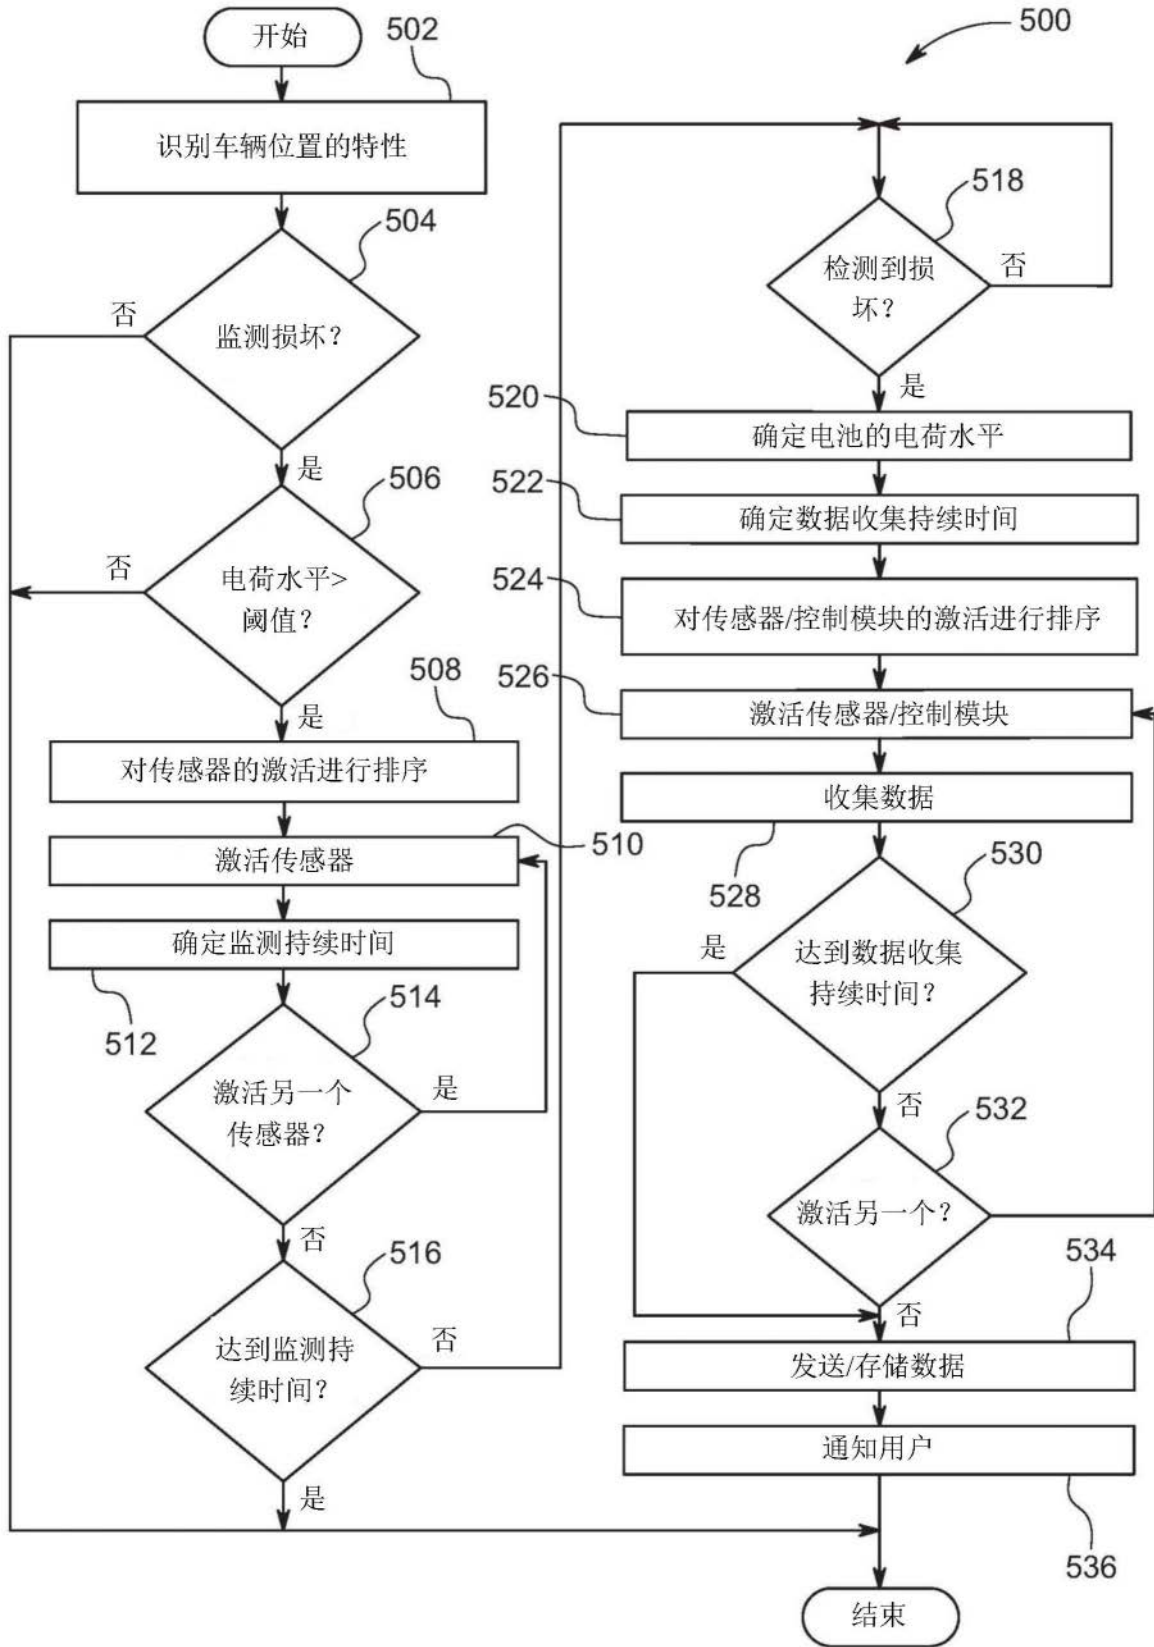 开始
502
识别车辆位置的特性
504
否
监测损坏？
是
506
否
电荷水平>
阈值？
是
508
对传感器的激活进行排序
激活传感器
510
确定监测持续时间
512
514
激活另一个
传感器？
是
否
516
达到监测持
续时间？
否
是
500
518
检测到损
坏？
否
是
520
确定电池的电荷水平
522
确定数据收集持续时间
524
对传感器/控制模块的激活进行排序
526
激活传感器/控制模块
收集数据
528
530
是
达到数据收集
持续时间？
否
532
激活另一个？
否
534
发送/存储数据
通知用户
536
结束